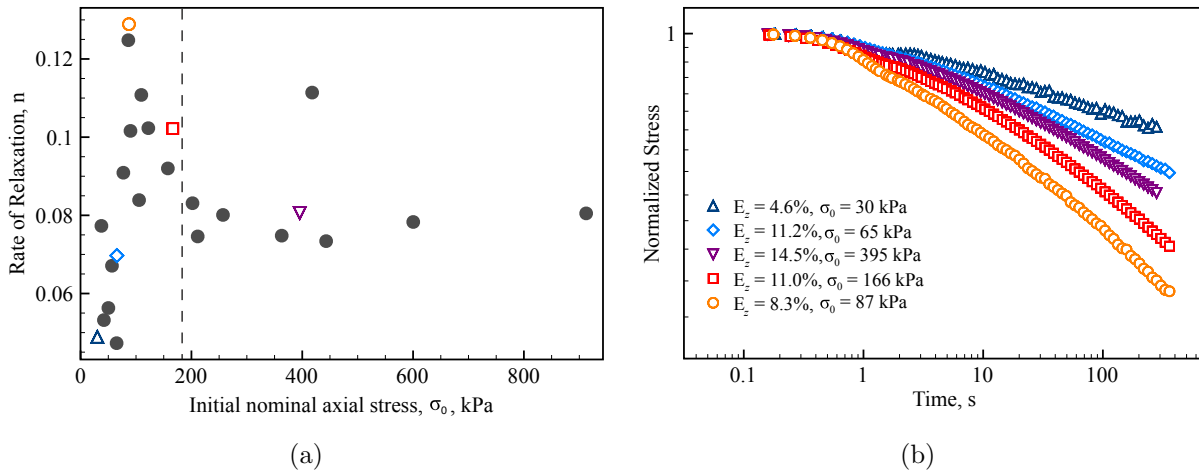 Rate of Relaxation, n
0.12
0.1
0.08
0.06
0 200 400 600 800
Initial nominal axial stress, σ₀, kPa
(a)
Normalized Stress
1
E_z = 4.6%, σ₀ = 30 kPa
E_z = 11.2%, σ₀ = 65 kPa
E_z = 14.5%, σ₀ = 395 kPa
E_z = 11.0%, σ₀ = 166 kPa
E_z = 8.3%, σ₀ = 87 kPa
0.1 1 10 100
Time, s
(b)